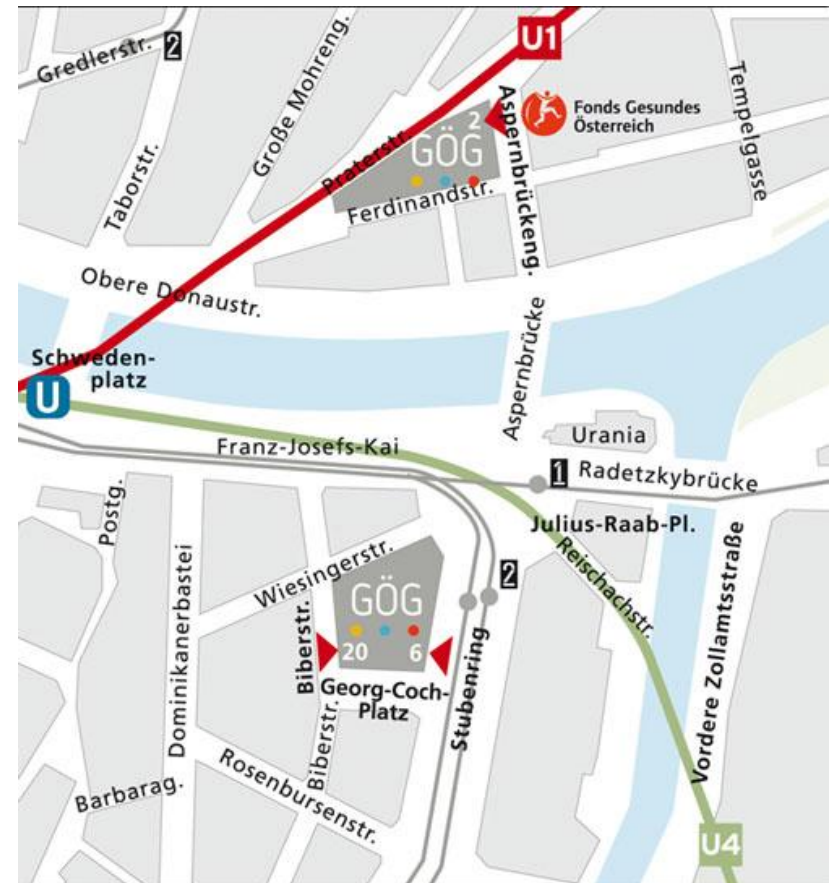 U1
Gredlerstr.
2
Große Mohreng.
Taborstr.
Praterstr.
2
GÖG
Ferdinandstr.
Aspernbrückeng.
Fonds Gesundes
Österreich
Tempelgasse
Obere Donaustr.
Schweden-
platz
U
Aspernbrücke
Urania
Franz-Josefs-Kai
1
Radetzkybrücke
Julius-Raab-Pl.
Postg.
Wiesingerstr.
2
Reischachstr.
GÖG
20
6
Biberstr.
Georg-Coch-
Platz
Stubenring
Dominikanerbastei
Biberstr.
Vordere Zollamtsstraße
Barbarag.
Rosenbursenstr.
U4